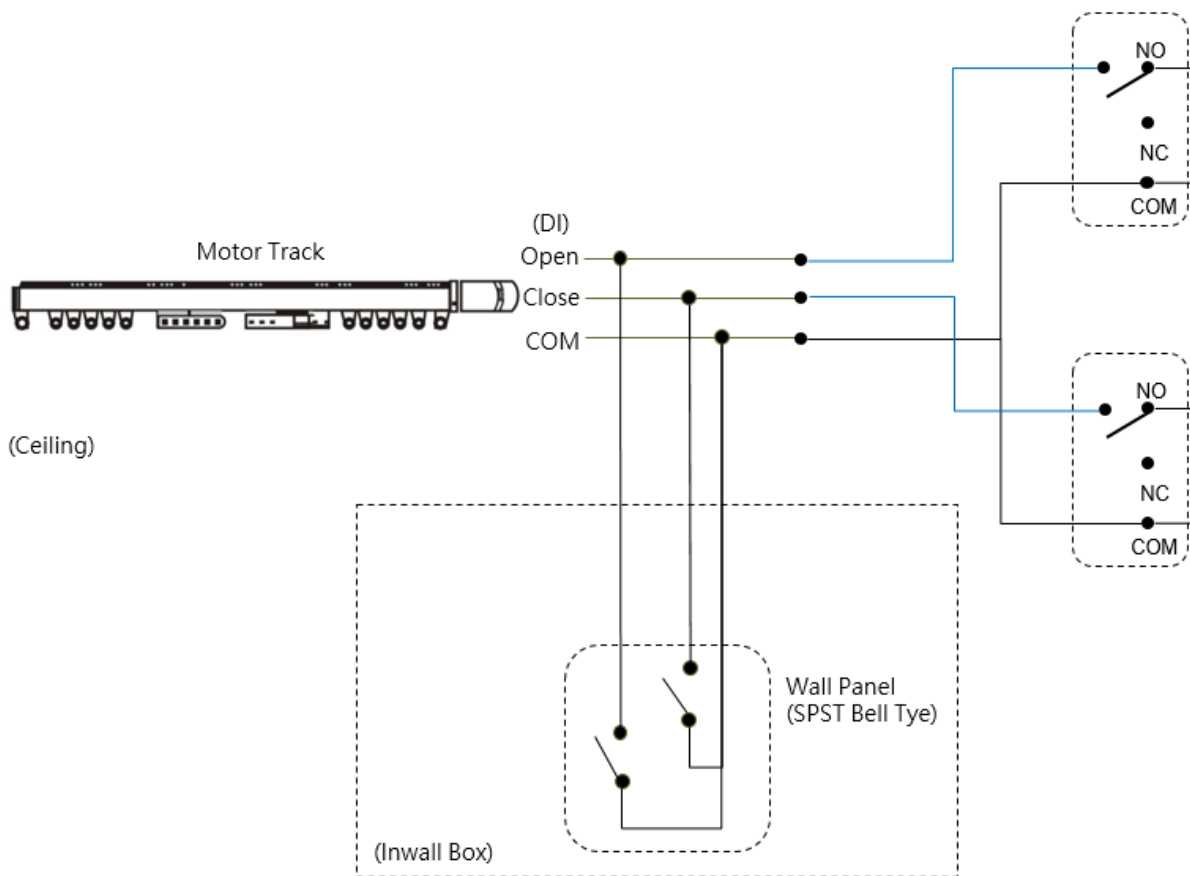 NO
NC
COM
(DI)
Motor Track
Open
Close
COM
NO
NC
COM
(Ceiling)
Wall Panel
(SPST Bell Tye)
(Inwall Box)